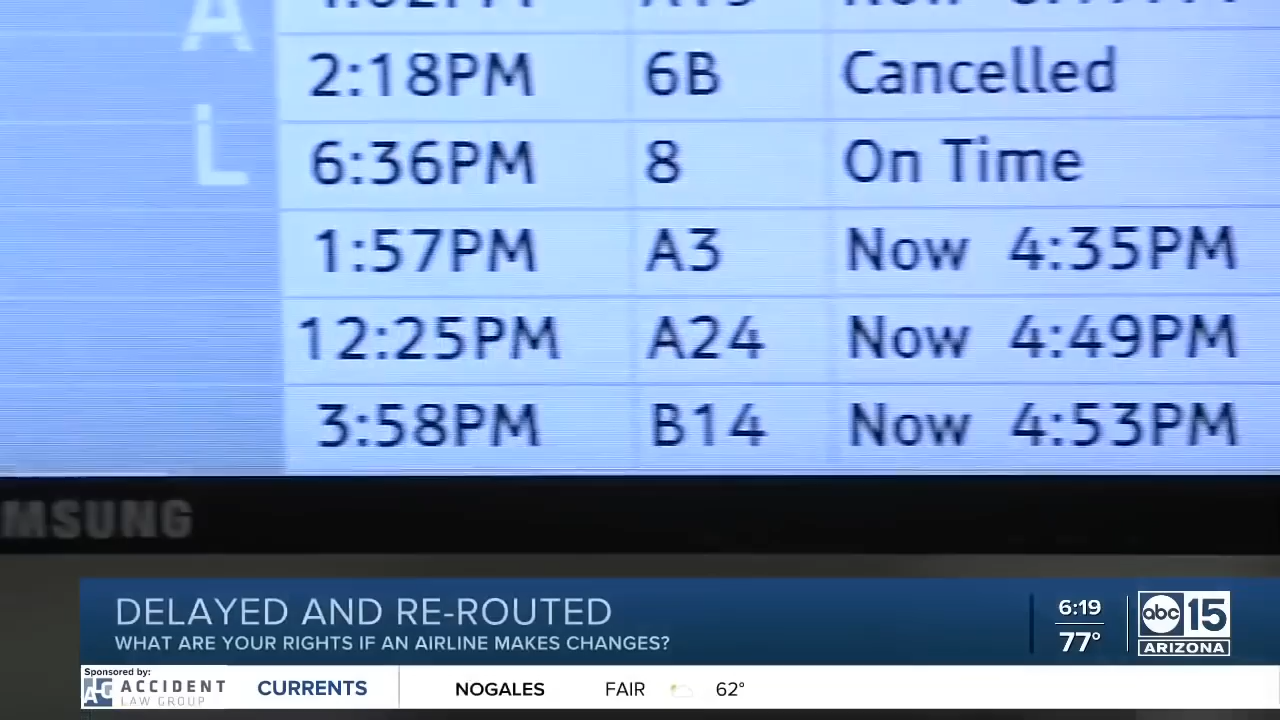 A
2:18PM 6B Cancelled
L
6:36PM 8 On Time
1:57PM A3 Now 4:35PM
12:25PM A24 Now 4:49PM
3:58PM B14 Now 4:53PM
MSUNG
DELAYED AND RE-ROUTED
WHAT ARE YOUR RIGHTS IF AN AIRLINE MAKES CHANGES?
6:19
77°
abc 15
ARIZONA
Sponsored by:
AG ACCIDENT
LAW GROUP
CURRENTS NOGALES FAIR 62°